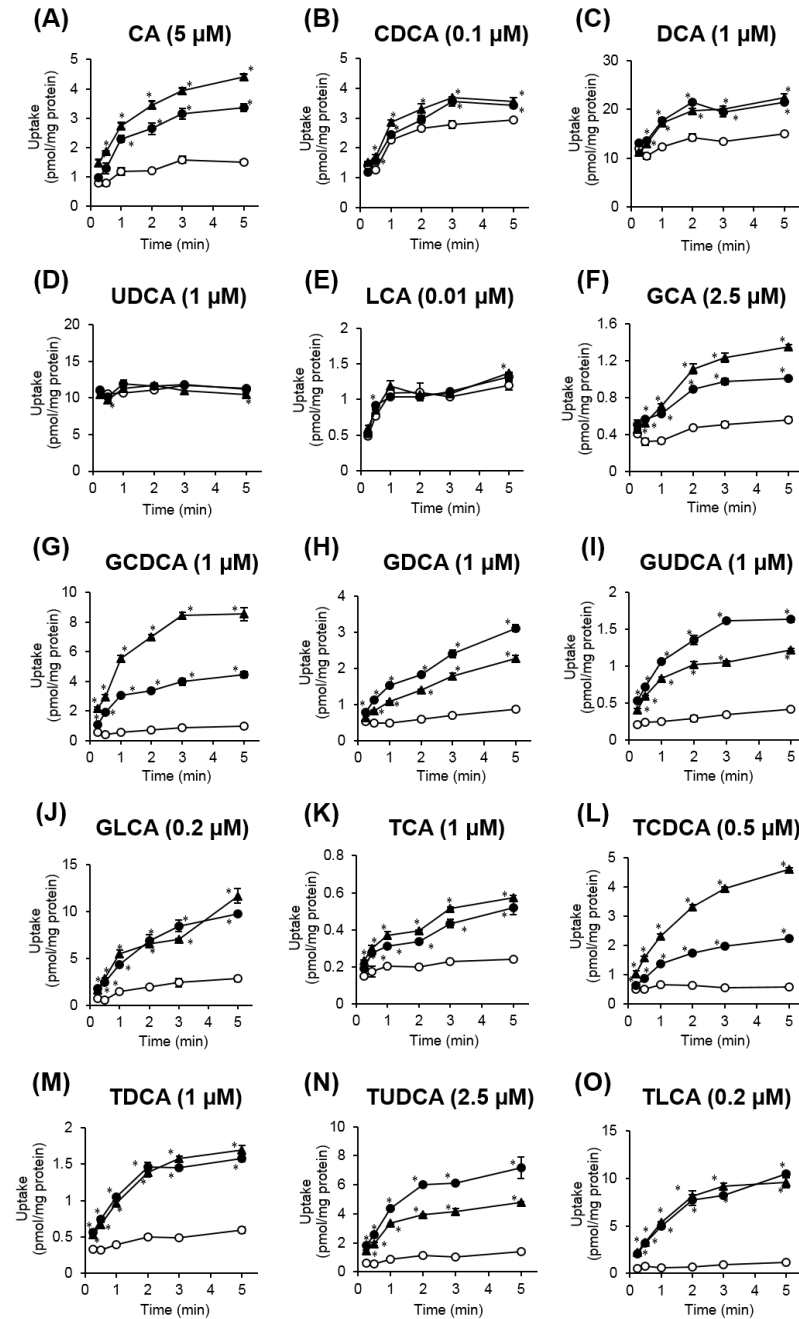 (A)
CA (5 µM)
Uptake
(pmol/mg protein)
5
4
3
2
1
0
0 1 2 3 4 5
Time (min)
(B)
CDCA (0.1 µM)
Uptake
(pmol/mg protein)
5
4
3
2
1
0
0 1 2 3 4 5
Time (min)
(C)
DCA (1 µM)
Uptake
(pmol/mg protein)
30
20
10
0
0 1 2 3 4 5
Time (min)
(D)
UDCA (1 µM)
Uptake
(pmol/mg protein)
20
15
10
5
0
0 1 2 3 4 5
Time (min)
(E)
LCA (0.01 µM)
Uptake
(pmol/mg protein)
2
1.5
1
0.5
0
0 1 2 3 4 5
Time (min)
(F)
GCA (2.5 µM)
Uptake
(pmol/mg protein)
1.6
1.2
0.8
0.4
0
0 1 2 3 4 5
Time (min)
(G)
GCDCA (1 µM)
Uptake
(pmol/mg protein)
10
8
6
4
2
0
0 1 2 3 4 5
Time (min)
(H)
GDCA (1 µM)
Uptake
(pmol/mg protein)
4
3
2
1
0
0 1 2 3 4 5
Time (min)
(I)
GUDCA (1 µM)
Uptake
(pmol/mg protein)
2
1.5
1
0.5
0
0 1 2 3 4 5
Time (min)
(J)
GLCA (0.2 µM)
Uptake
(pmol/mg protein)
15
10
5
0
0 1 2 3 4 5
Time (min)
(K)
TCA (1 µM)
Uptake
(pmol/mg protein)
0.8
0.6
0.4
0.2
0
0 1 2 3 4 5
Time (min)
(L)
TCDCA (0.5 µM)
Uptake
(pmol/mg protein)
5
4
3
2
1
0
0 1 2 3 4 5
Time (min)
(M)
TDCA (1 µM)
Uptake
(pmol/mg protein)
2
1.5
1
0.5
0
0 1 2 3 4 5
Time (min)
(N)
TUDCA (2.5 µM)
Uptake
(pmol/mg protein)
10
8
6
4
2
0
0 1 2 3 4 5
Time (min)
(O)
TLCA (0.2 µM)
Uptake
(pmol/mg protein)
15
10
5
0
0 1 2 3 4 5
Time (min)